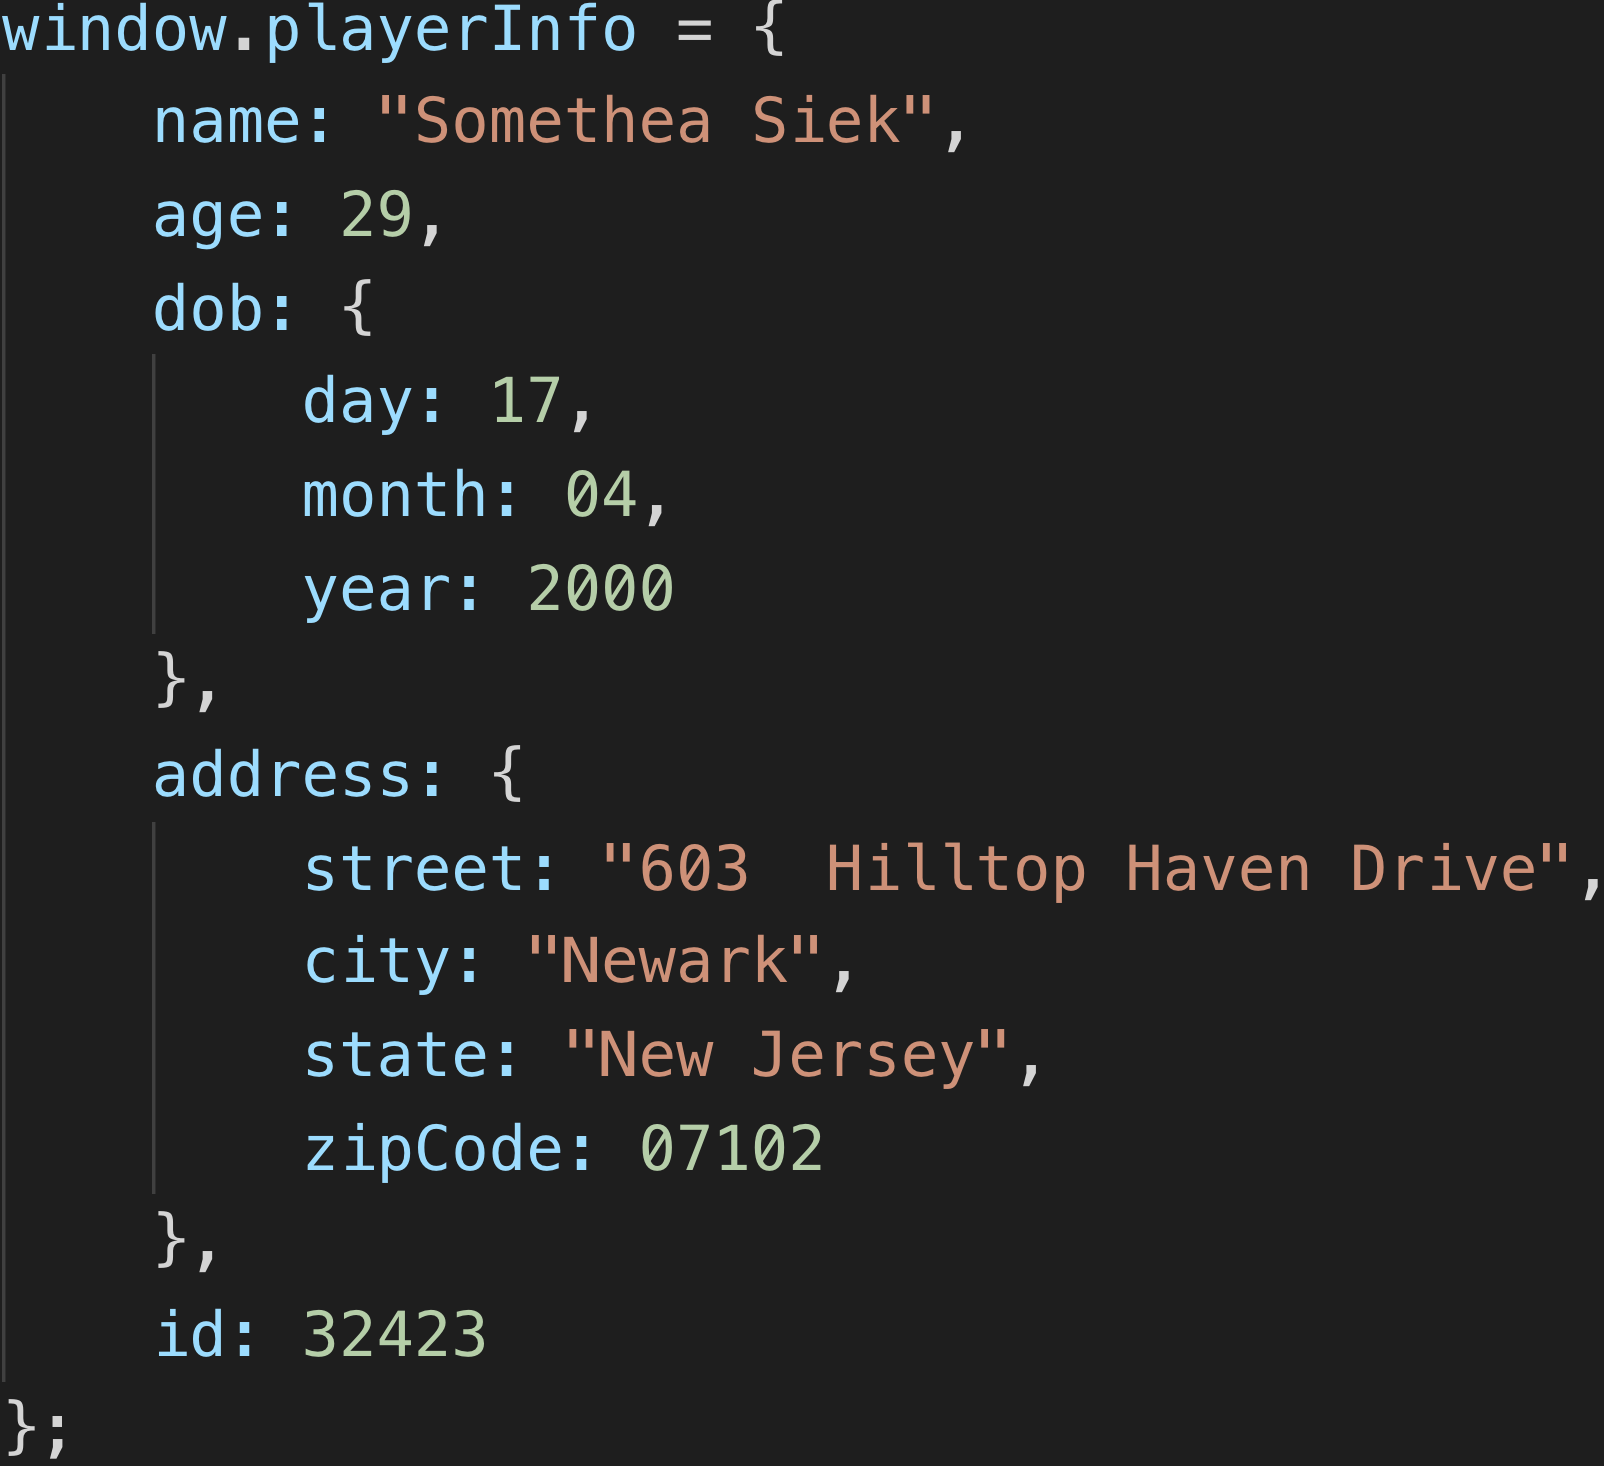 window.playerInfo = {
    name: "Somethea Siek",
    age: 29,
    dob: {
        day: 17,
        month: 04,
        year: 2000
    },
    address: {
        street: "603  Hilltop Haven Drive",
        city: "Newark",
        state: "New Jersey",
        zipCode: 07102
    },
    id: 32423
};